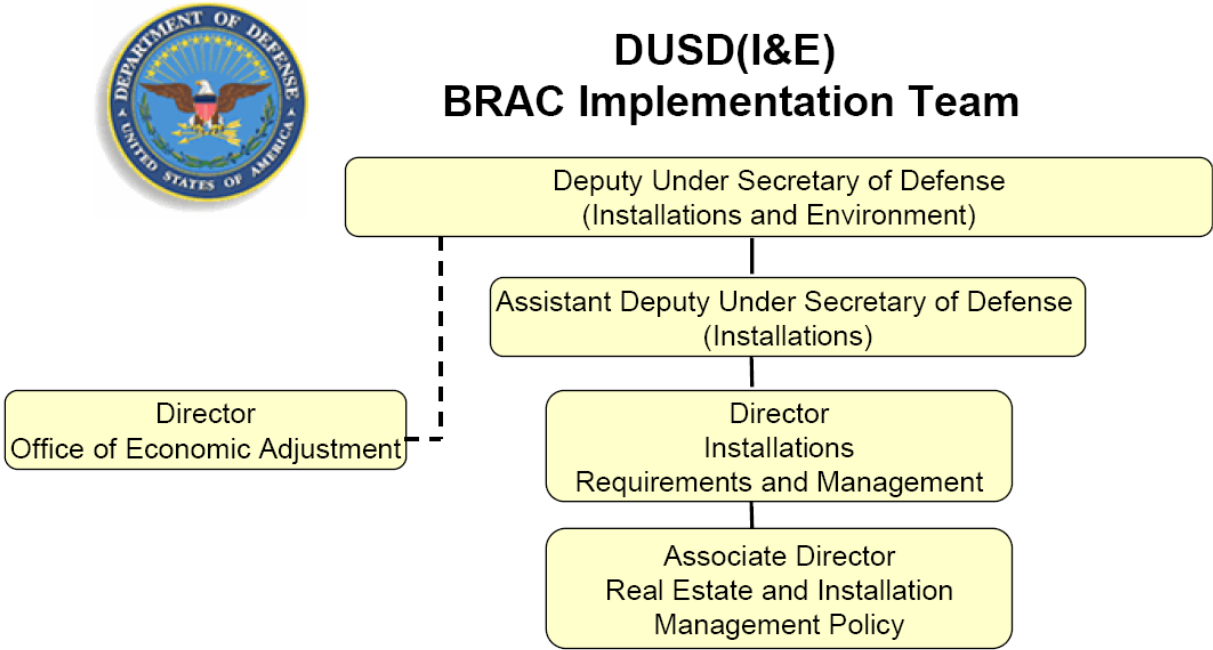 DEPARTMENT OF DEFENSE
UNITED STATES OF AMERICA
DUSD(I&E)
BRAC Implementation Team
Deputy Under Secretary of Defense
(Installations and Environment)
Assistant Deputy Under Secretary of Defense
(Installations)
Director
Office of Economic Adjustment
Director
Installations
Requirements and Management
Associate Director
Real Estate and Installation
Management Policy